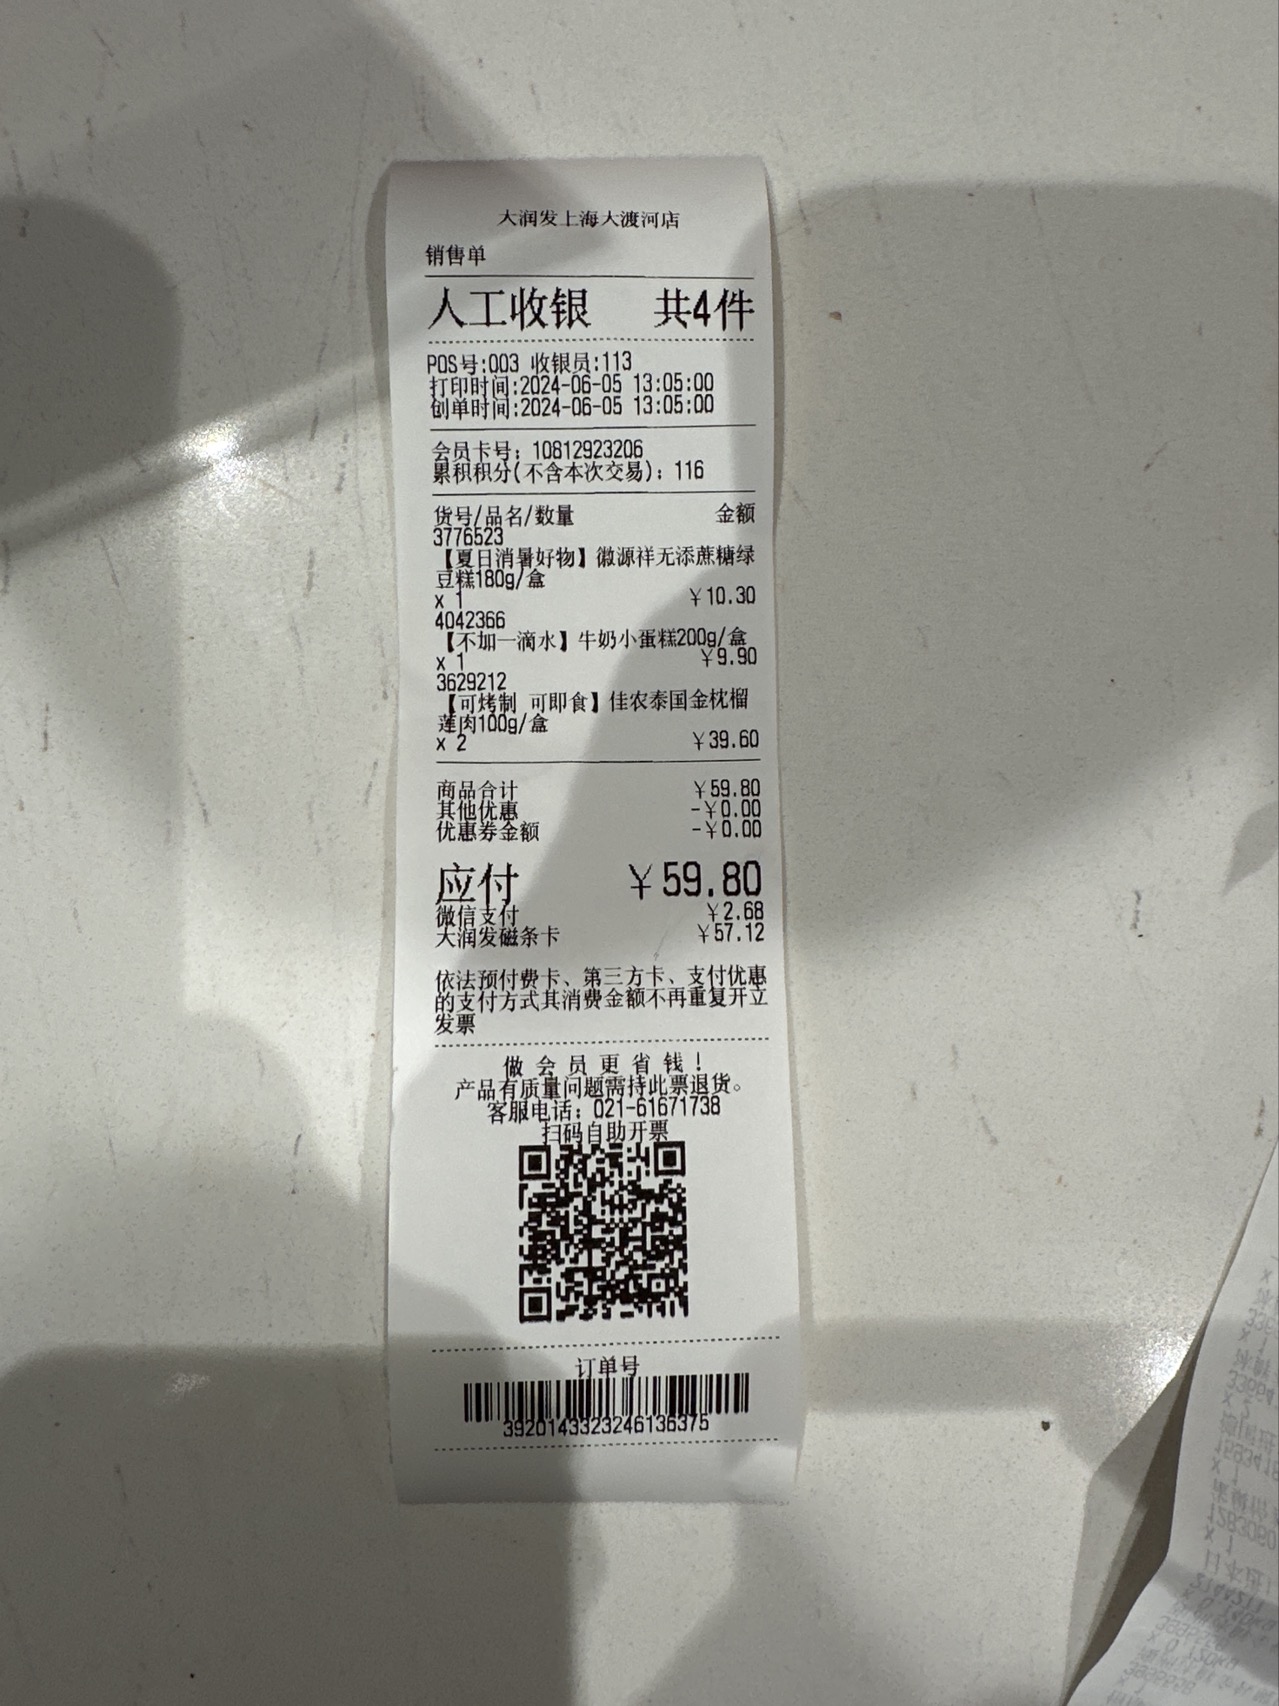 大润发上海大渡河店
销售单
人工收银 共4件
POS号:003 收银员:113
打印时间:2024-06-05 13:05:00
创单时间:2024-06-05 13:05:00
会员卡号: 10812923206
累积积分(不含本次交易): 116
货号/品名/数量 金额
3776523
【夏日消暑好物】徽源祥无添蔗糖绿
豆糕180g/盒
x 1 ￥10.30
4042366
【不加一滴水】牛奶小蛋糕200g/盒
x 1 ￥9.90
3629212
【可烤制 可即食】佳农泰国金枕榴
莲肉100g/盒
x 2 ￥39.60
商品合计 ￥59.80
其他优惠 -￥0.00
优惠券金额 -￥0.00
应付 ￥59.80
微信支付 ￥2.68
大润发磁条卡 ￥57.12
依法预付费卡、第三方卡、支付优惠
的支付方式其消费金额不再重复开立
发票
做 会 员 更 省 钱 !
产品有质量问题需持此票退货。
客服电话: 021-61671738
扫码自助开票
订单号
3920143323246136375